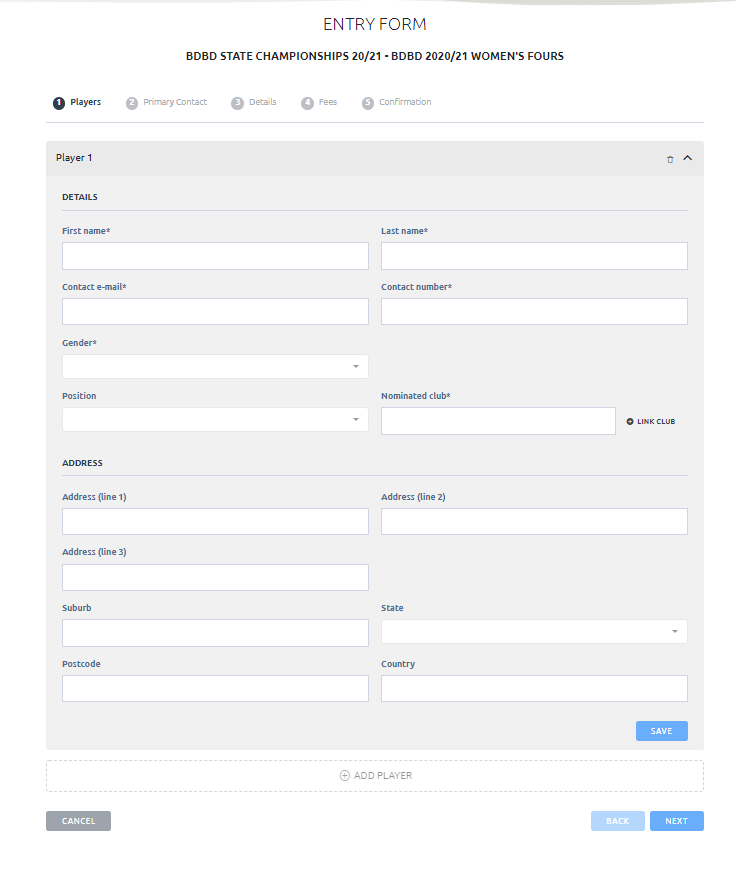 ENTRY FORM
BDBD STATE CHAMPIONSHIPS 20/21 - BDBD 2020/21 WOMEN'S FOURS
1 Players 2 Primary Contact 3 Details 4 Fees 5 Confirmation
Player 1
DETAILS
First name* Last name*
Contact e-mail* Contact number*
Gender*
Position Nominated club*
LINK CLUB
ADDRESS
Address (line 1) Address (line 2)
Address (line 3)
Suburb State
Postcode Country
SAVE
ADD PLAYER
CANCEL BACK NEXT